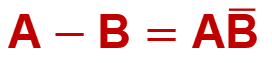 A − B = AB̅